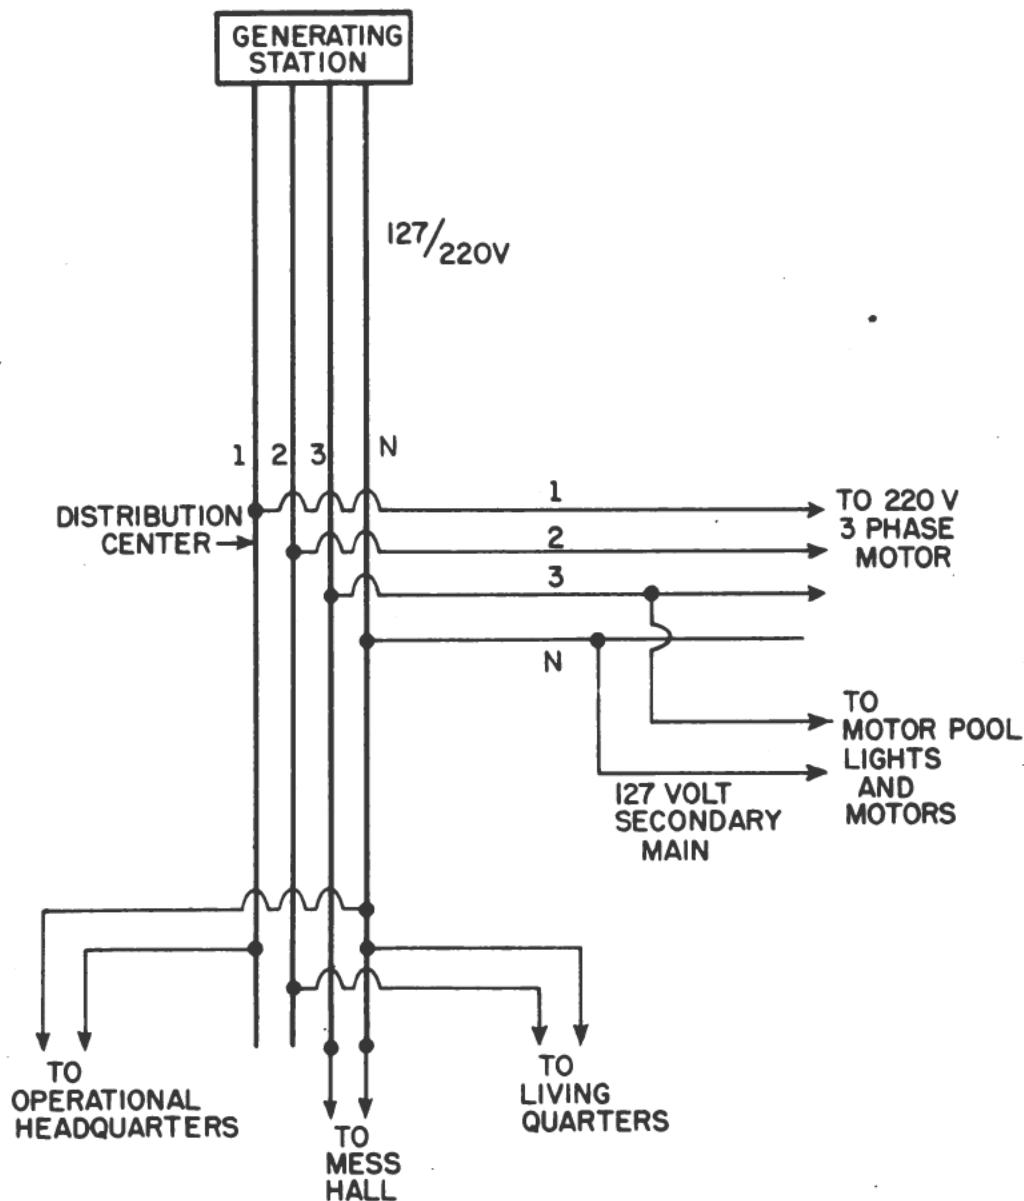 GENERATING
STATION
127/220V
1 2 3 N
DISTRIBUTION
CENTER
1
2
3
N
TO 220 V
3 PHASE
MOTOR
TO
MOTOR POOL
LIGHTS
AND
MOTORS
127 VOLT
SECONDARY
MAIN
TO
OPERATIONAL
HEADQUARTERS
TO
MESS
HALL
TO
LIVING
QUARTERS